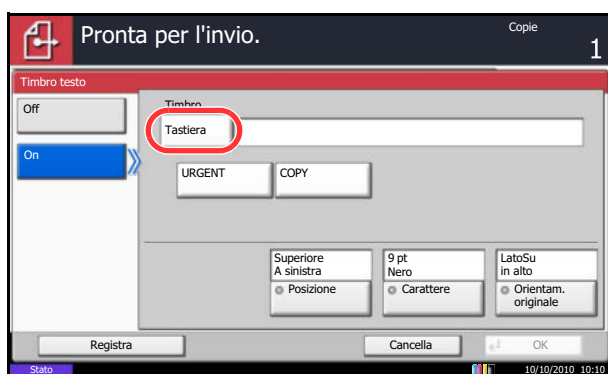 Pronta per l'invio.
Copie
1
Timbro testo
Off
Timbro
Tastiera
On
URGENT
COPY
Superiore
A sinistra
Posizione
9 pt
Nero
Carattere
LatoSu
in alto
Orientam.
originale
Registra
Cancella
OK
Stato
10/10/2010 10:10